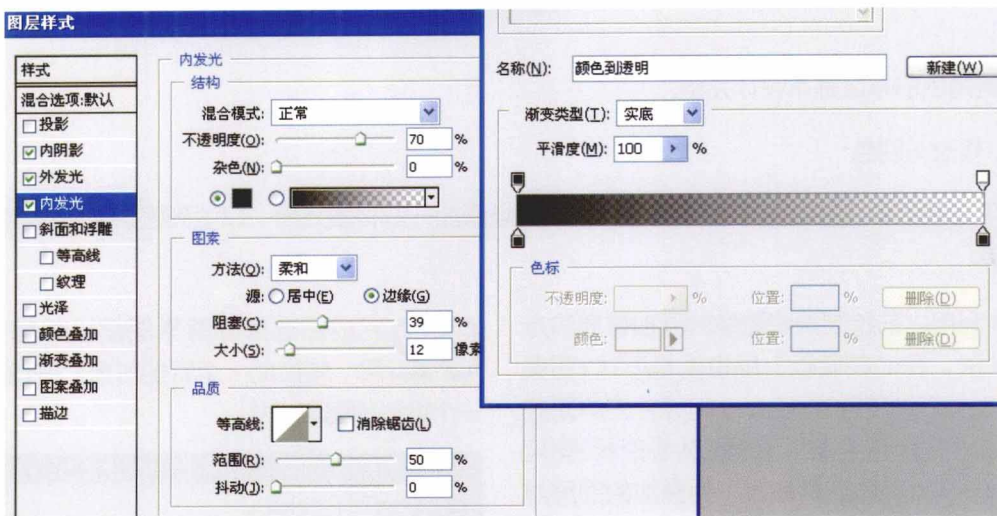 图层样式
样式
混合选项:默认
投影
内阴影
外发光
内发光
斜面和浮雕
等高线
纹理
光泽
颜色叠加
渐变叠加
图案叠加
描边
内发光
结构
混合模式: 正常
不透明度(O): 70 %
杂色(N): 0 %
图素
方法(Q): 柔和
源: 居中(E) 边缘(G)
阻塞(C): 39 %
大小(S): 12 像素
品质
等高线: 消除锯齿(L)
范围(R): 50 %
抖动(J): 0 %
名称(N): 颜色到透明 新建(W)
渐变类型(T): 实底
平滑度(M): 100 %
色标
不透明度: % 位置: % 删除(D)
颜色: 位置: % 删除(D)